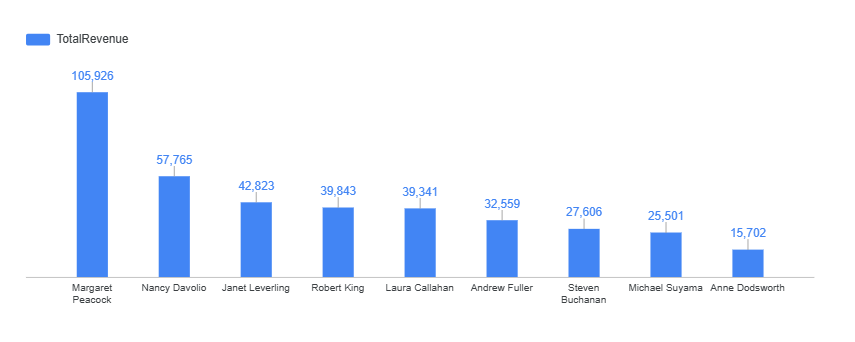 TotalRevenue
105,926
57,765
42,823
39,843
39,341
32,559
27,606
25,501
15,702
Margaret
Peacock
Nancy Davolio
Janet Leverling
Robert King
Laura Callahan
Andrew Fuller
Steven
Buchanan
Michael Suyama
Anne Dodsworth